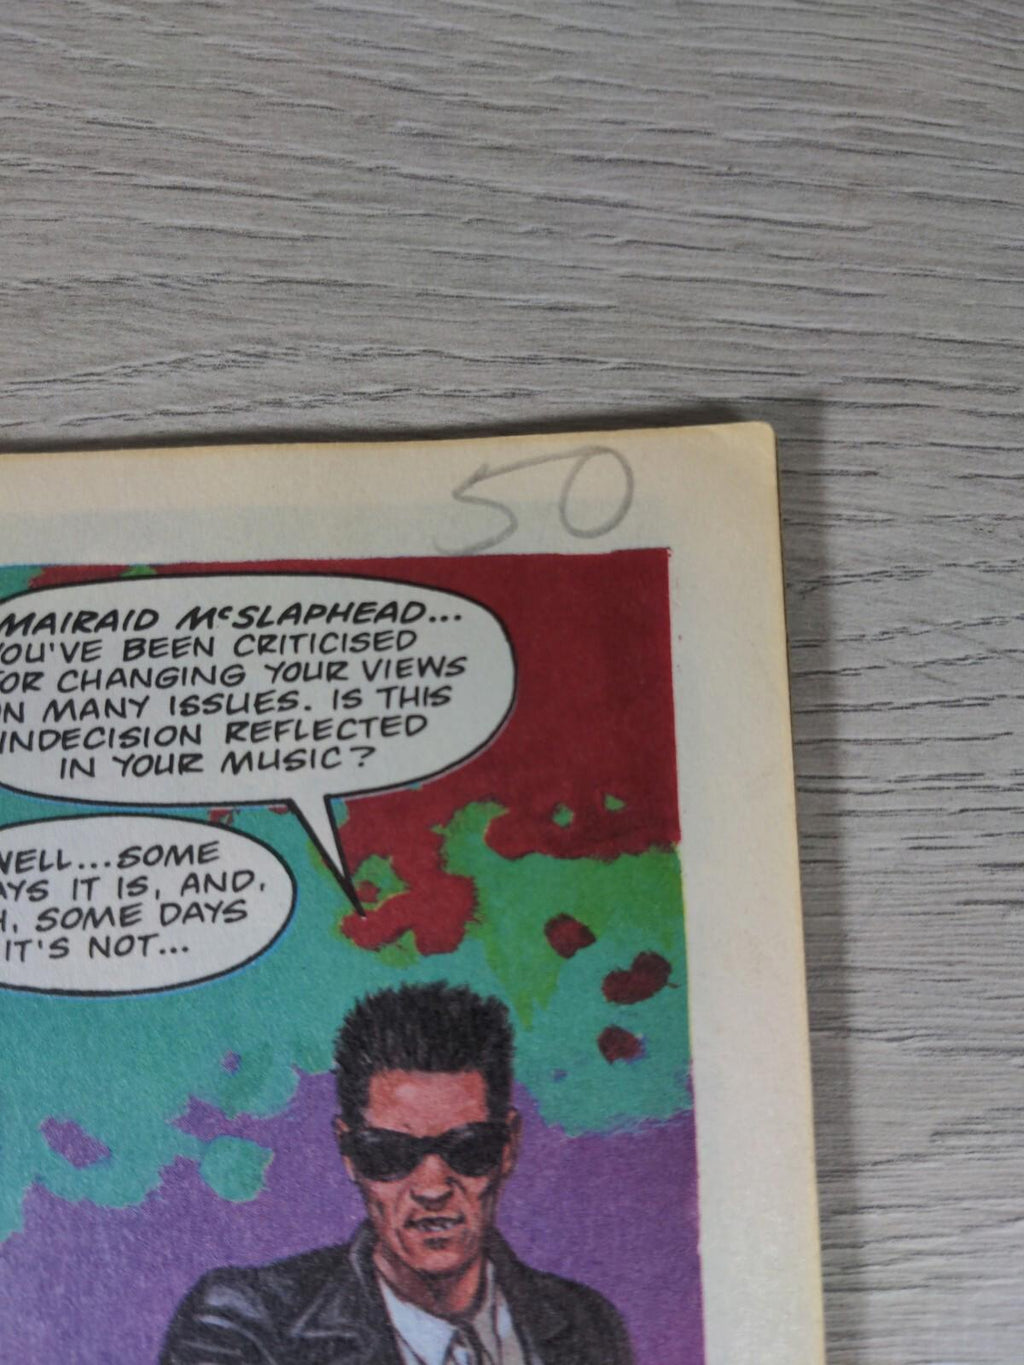 50
MAIRAID McSLAPHEAD...
YOU'VE BEEN CRITICISED
FOR CHANGING YOUR VIEWS
ON MANY ISSUES. IS THIS
INDECISION REFLECTED
IN YOUR MUSIC?
WELL...SOME
DAYS IT IS, AND,
SOME DAYS
IT'S NOT...